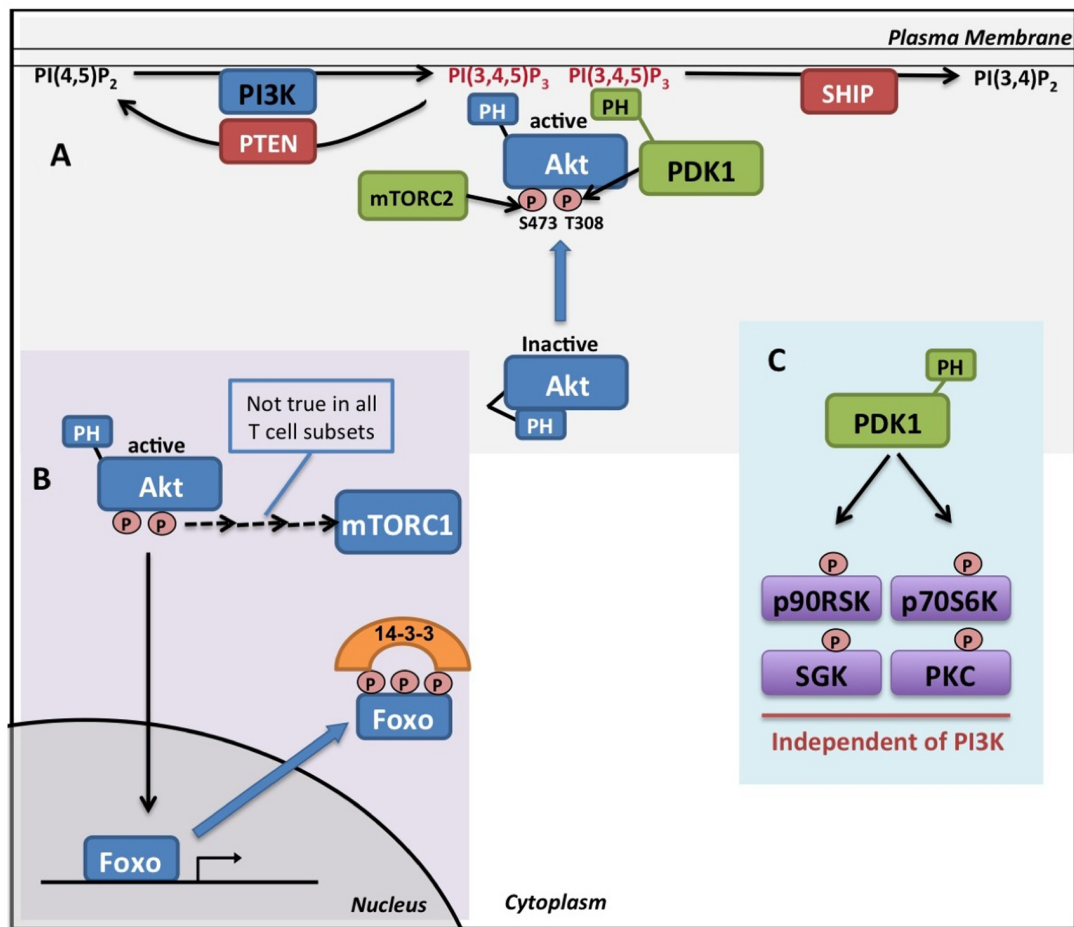 Plasma Membrane
PI(4,5)P2
PI3K
PTEN
PI(3,4,5)P3
PI(3,4,5)P3
SHIP
PI(3,4)P2
A
PH
active
Akt
PH
PDK1
mTORC2
P
P
S473 T308
Inactive
Akt
PH
B
PH
active
Akt
P
P
Not true in all
T cell subsets
mTORC1
14-3-3
P
P
P
Foxo
Foxo
Nucleus
Cytoplasm
C
PH
PDK1
P
P
p90RSK
p70S6K
P
P
SGK
PKC
Independent of PI3K